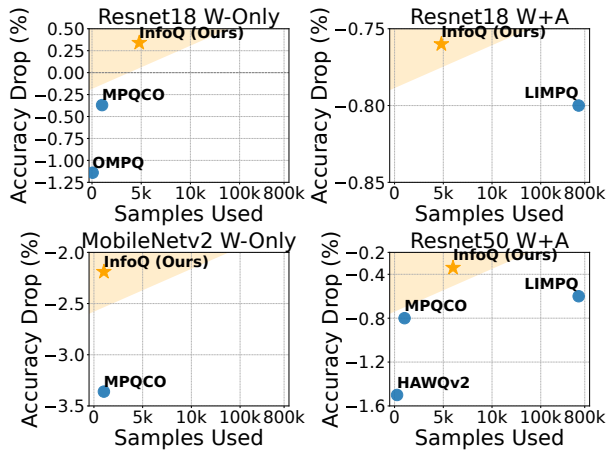 Resnet18 W-Only
Accuracy Drop (%)
0.50
0.25
0.00
−0.25
−0.50
−0.75
−1.00
−1.25
InfoQ (Ours)
MPQCO
OMPQ
0 5k 10k 100k 800k
Samples Used
Resnet18 W+A
Accuracy Drop (%)
−0.75
−0.80
−0.85
InfoQ (Ours)
LIMPQ
0 5k 10k 100k 800k
Samples Used
MobileNetv2 W-Only
Accuracy Drop (%)
−2.0
−2.5
−3.0
−3.5
InfoQ (Ours)
MPQCO
0 5k 10k 100k 800k
Samples Used
Resnet50 W+A
Accuracy Drop (%)
−0.2
−0.4
−0.8
−1.2
−1.6
InfoQ (Ours)
LIMPQ
MPQCO
HAWQv2
0 5k 10k 100k 800k
Samples Used